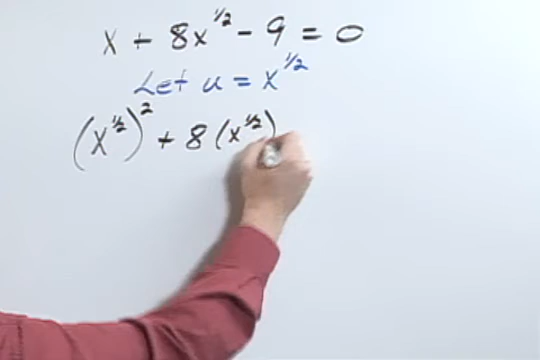 x + 8x^{1/2} - 9 = 0
Let u = x^{1/2}
(x^{1/2})^2 + 8(x^{1/2})